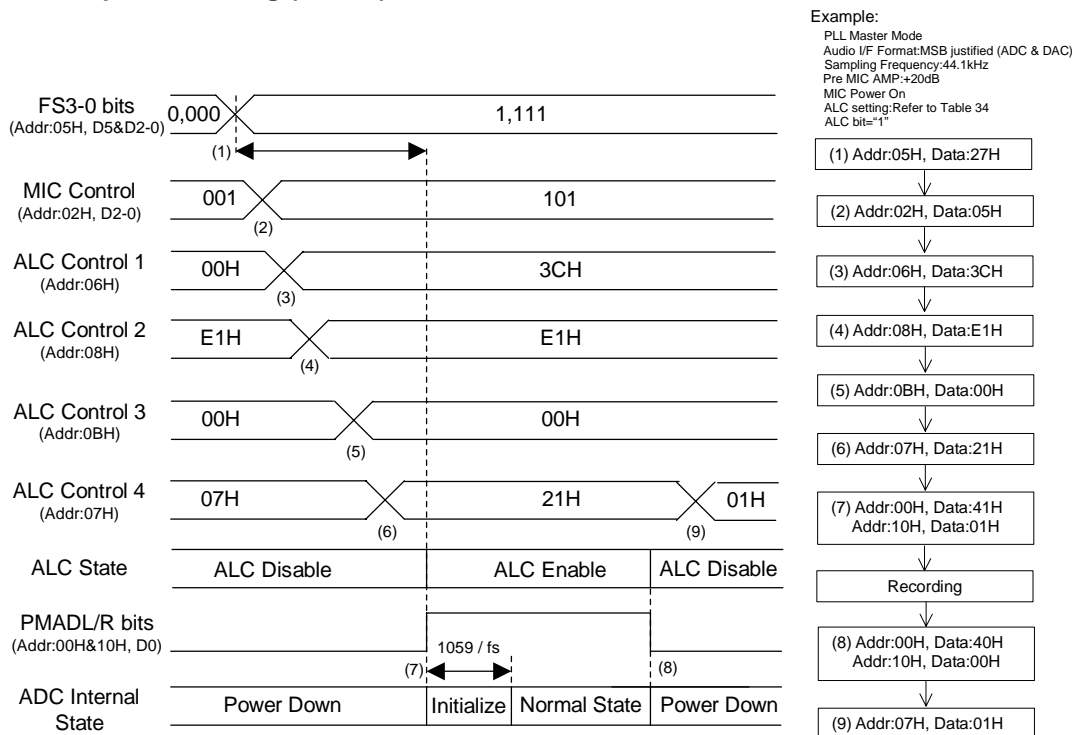 Example:
PLL Master Mode
Audio I/F Format:MSB justified (ADC & DAC)
Sampling Frequency:44.1kHz
Pre MIC AMP:+20dB
MIC Power On
ALC setting:Refer to Table 34
ALC bit="1"
FS3-0 bits
(Addr:05H, D5&D2-0)
0,000
1,111
(1)
MIC Control
(Addr:02H, D2-0)
001
101
(2)
ALC Control 1
(Addr:06H)
00H
3CH
(3)
ALC Control 2
(Addr:08H)
E1H
E1H
(4)
ALC Control 3
(Addr:0BH)
00H
00H
(5)
ALC Control 4
(Addr:07H)
07H
21H
01H
(6)
(9)
ALC State
ALC Disable
ALC Enable
ALC Disable
PMADL/R bits
(Addr:00H&10H, D0)
1059 / fs
(7)
(8)
ADC Internal
State
Power Down
Initialize
Normal State
Power Down
(1) Addr:05H, Data:27H
(2) Addr:02H, Data:05H
(3) Addr:06H, Data:3CH
(4) Addr:08H, Data:E1H
(5) Addr:0BH, Data:00H
(6) Addr:07H, Data:21H
(7) Addr:00H, Data:41H
Addr:10H, Data:01H
Recording
(8) Addr:00H, Data:40H
Addr:10H, Data:00H
(9) Addr:07H, Data:01H